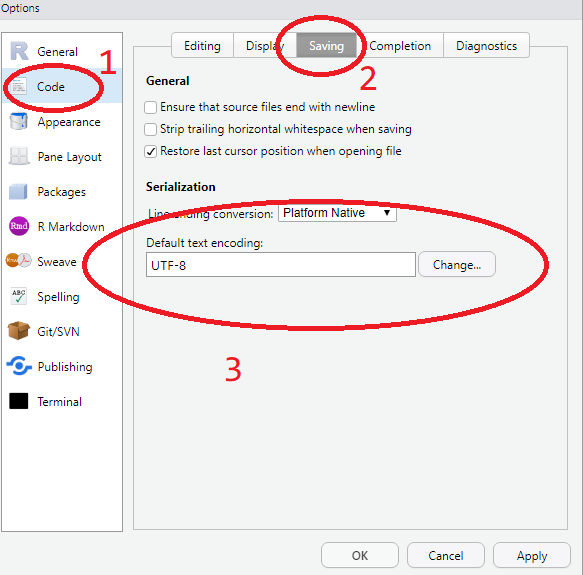 Options
General
1
Code
Appearance
Pane Layout
Packages
Rmd
R Markdown
Sweave
ABC
Spelling
Git/SVN
Publishing
Terminal
Editing Display Saving Completion Diagnostics
2
General
Ensure that source files end with newline
Strip trailing horizontal whitespace when saving
Restore last cursor position when opening file
Serialization
Line ending conversion: Platform Native
Default text encoding:
UTF-8 Change...
3
OK Cancel Apply